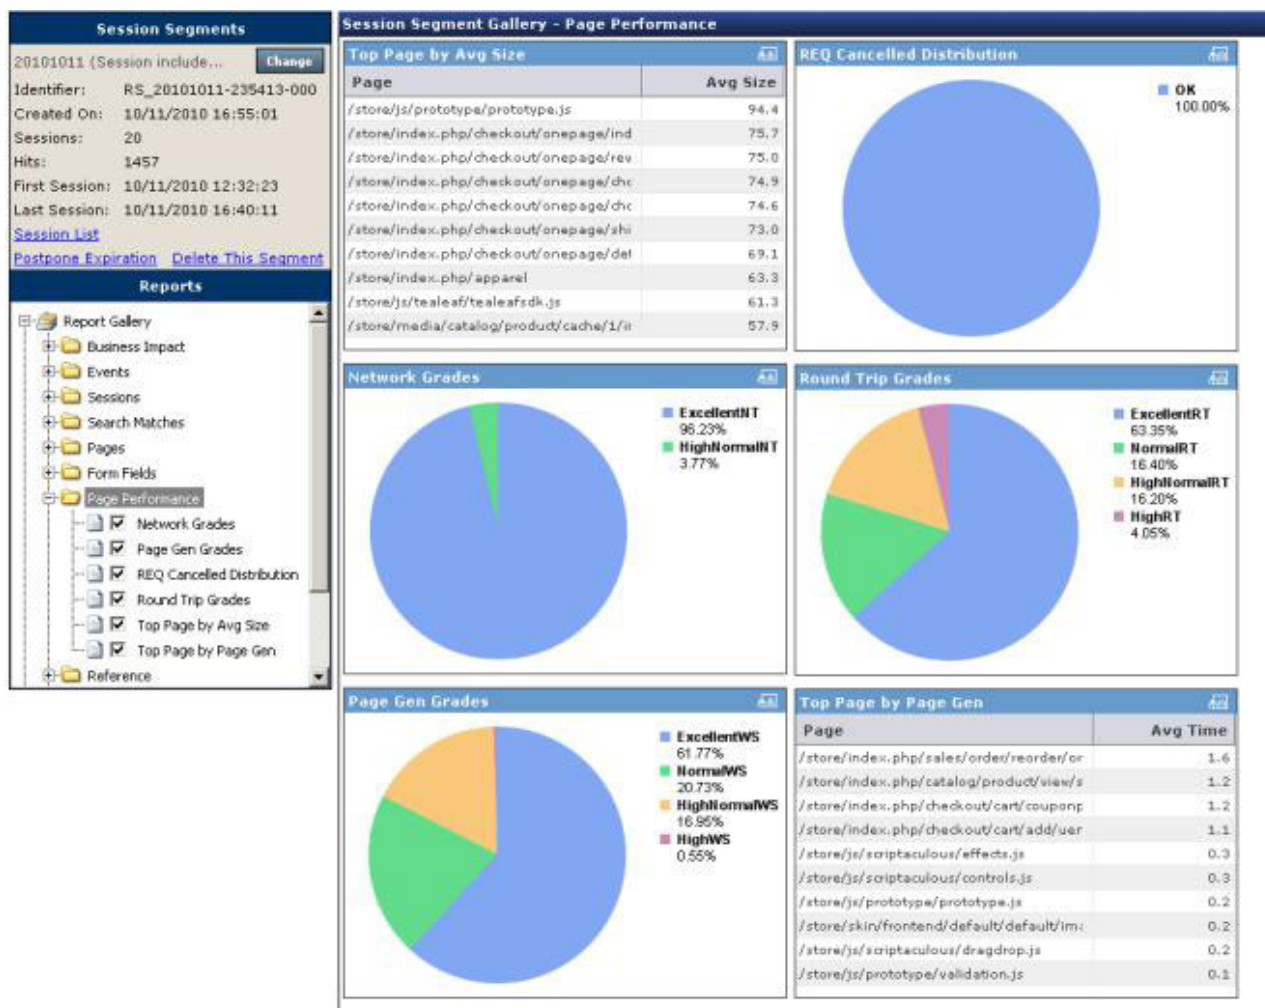 Session Segments
20101011 (Session include...
Change
Identifier: RS_20101011-235413-000
Created On: 10/11/2010 16:55:01
Sessions: 20
Hits: 1457
First Session: 10/11/2010 12:32:23
Last Session: 10/11/2010 16:40:11
Session List
Postpone Expiration Delete This Segment
Reports
Report Gallery
Business Impact
Events
Sessions
Search Matches
Pages
Form Fields
Page Performance
Network Grades
Page Gen Grades
REQ Cancelled Distribution
Round Trip Grades
Top Page by Avg Size
Top Page by Page Gen
Reference
Session Segment Gallery - Page Performance
Top Page by Avg Size
Page Avg Size
/store/js/prototype/prototype.js 94.4
/store/index.php/checkout/onepage/ind 75.7
/store/index.php/checkout/onepage/rev 75.0
/store/index.php/checkout/onepage/chc 74.9
/store/index.php/checkout/onepage/chc 74.6
/store/index.php/checkout/onepage/shi 73.0
/store/index.php/checkout/onepage/det 69.1
/store/index.php/apparel 63.3
/store/js/tealeaf/tealeafsdk.js 61.3
/store/media/catalog/product/cache/1/ir 57.9
REQ Cancelled Distribution
OK
100.00%
Network Grades
ExcellentNT
96.23%
HighNormalNT
3.77%
Round Trip Grades
ExcellentRT
63.35%
NormalRT
16.40%
HighNormalRT
16.20%
HighRT
4.05%
Page Gen Grades
ExcellentWS
61.77%
NormalWS
20.73%
HighNormalWS
16.95%
HighWS
0.55%
Top Page by Page Gen
Page Avg Time
/store/index.php/sales/order/reorder/or 1.6
/store/index.php/catalog/product/view/s 1.2
/store/index.php/checkout/cart/couponp 1.2
/store/index.php/checkout/cart/add/uer 1.1
/store/js/scriptaculous/effects.js 0.3
/store/js/scriptaculous/controls.js 0.3
/store/js/prototype/prototype.js 0.2
/store/skin/frontend/default/default/ima 0.2
/store/js/scriptaculous/dragdrop.js 0.2
/store/js/prototype/validation.js 0.1